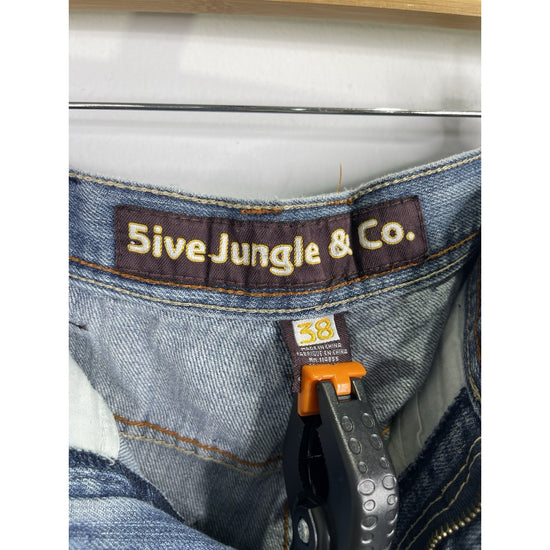 5ive Jungle & Co.
38
MADE IN CHINA
FABRIQUE EN CHINE